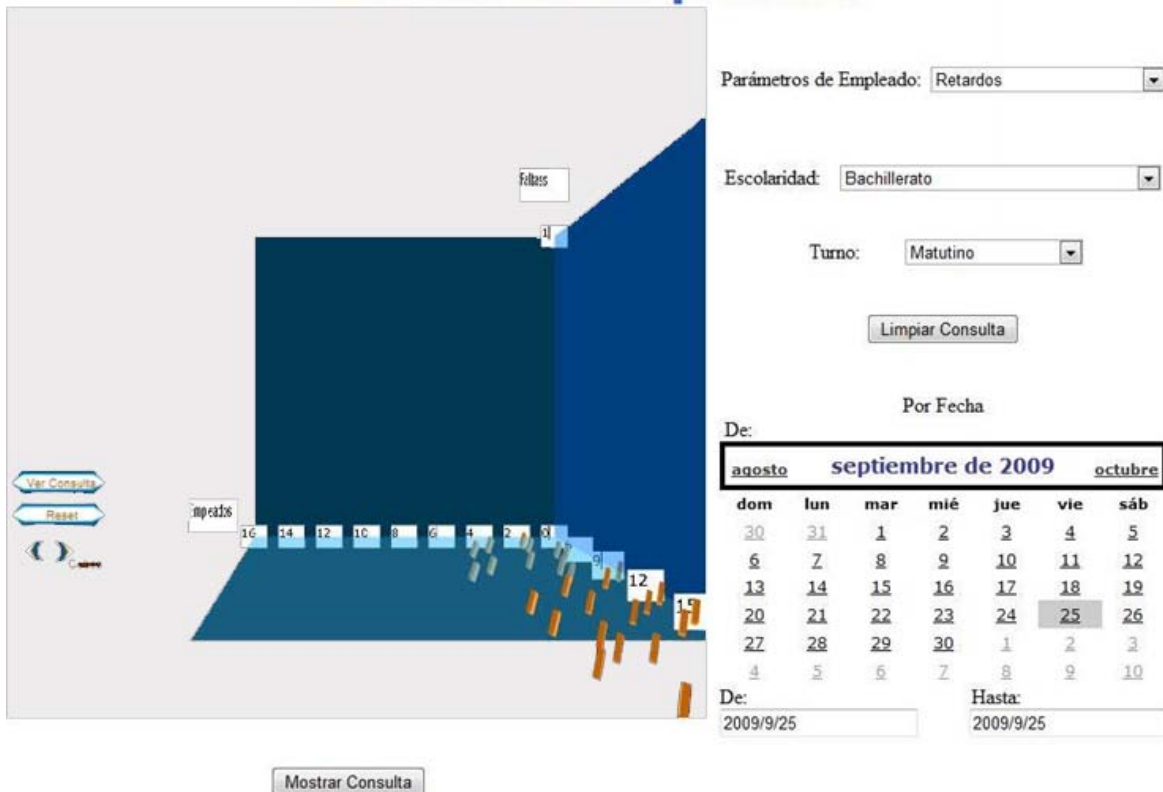 Parámetros de Empleado: Retardos
Escolaridad: Bachillerato
Turno: Matutino
Limpiar Consulta
Por Fecha
De:
agosto septiembre de 2009 octubre
dom lun mar mié jue vie sáb
30 31 1 2 3 4 5
6 7 8 9 10 11 12
13 14 15 16 17 18 19
20 21 22 23 24 25 26
27 28 29 30 1 2 3
4 5 6 7 8 9 10
De: Hasta:
2009/9/25 2009/9/25
1
Ver Consulta
Reset
16 14 12 10 8 6 4 2 0
9
12
15
Mostrar Consulta